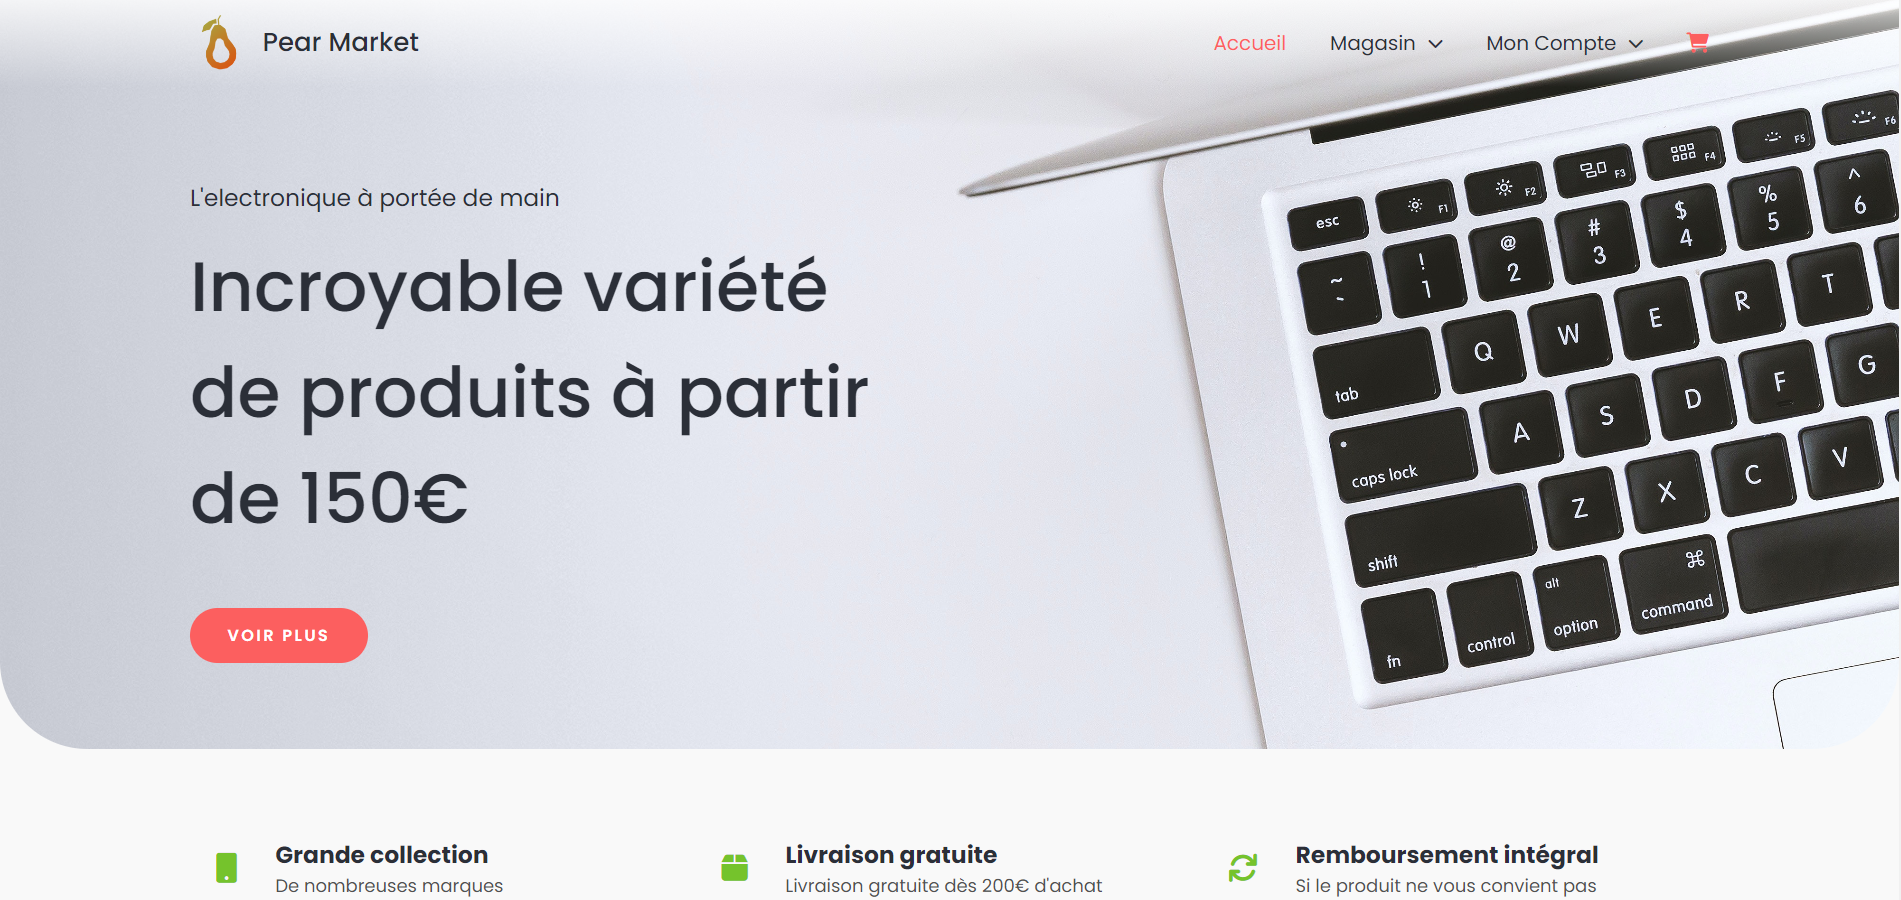 Pear Market
Accueil
Magasin
Mon Compte
L'electronique à portée de main
Incroyable variété
de produits à partir
de 150€
VOIR PLUS
esc
F1
F2
F3
F4
F5
F6
~ `
! 1
@ 2
# 3
$ 4
% 5
^ 6
tab
Q W E R T
caps lock
A S D F G
shift
Z X C V
fn
control
alt
option
⌘
command
Grande collection
De nombreuses marques
Livraison gratuite
Livraison gratuite dès 200€ d'achat
Remboursement intégral
Si le produit ne vous convient pas